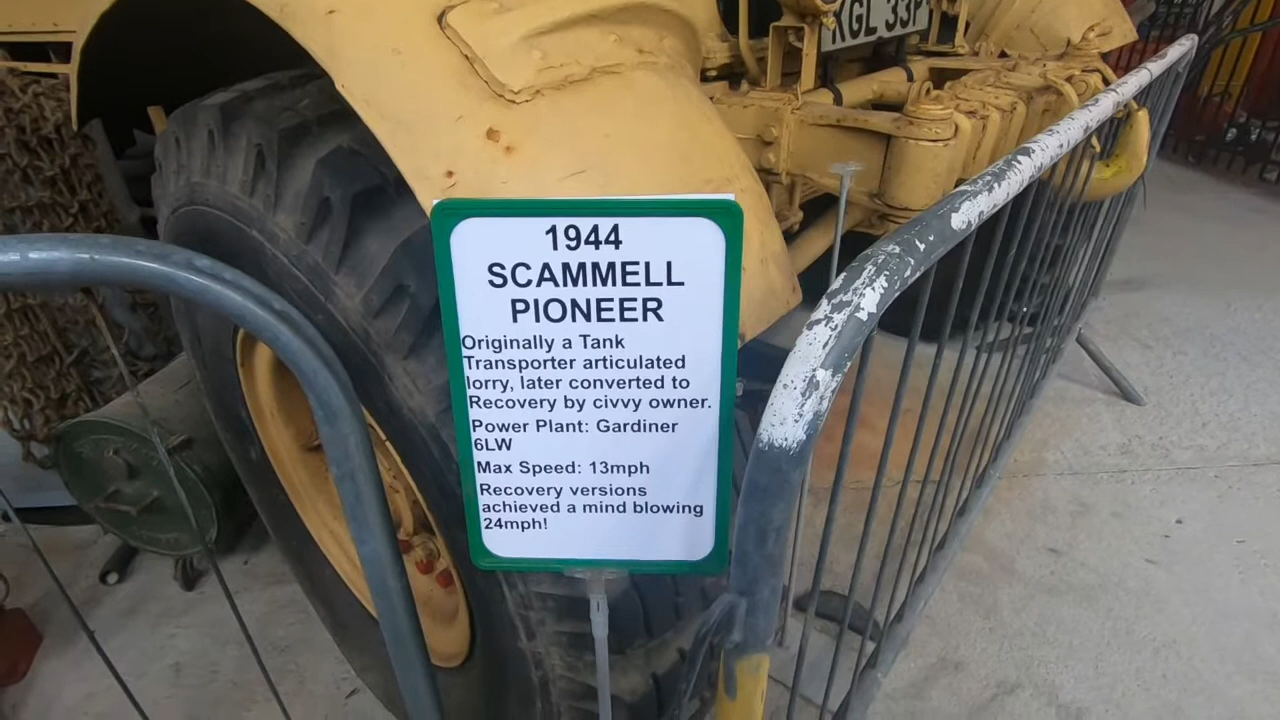 KGL 33P
1944
SCAMMELL
PIONEER
Originally a Tank
Transporter articulated
lorry, later converted to
Recovery by civvy owner.
Power Plant: Gardiner
6LW
Max Speed: 13mph
Recovery versions
achieved a mind blowing
24mph!